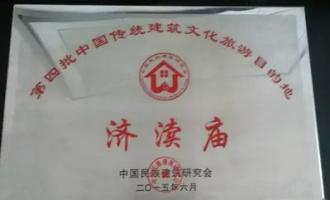 第四批中国传统建筑文化旅游目的地
济渎庙
中国民族建筑研究会
二〇一五年六月